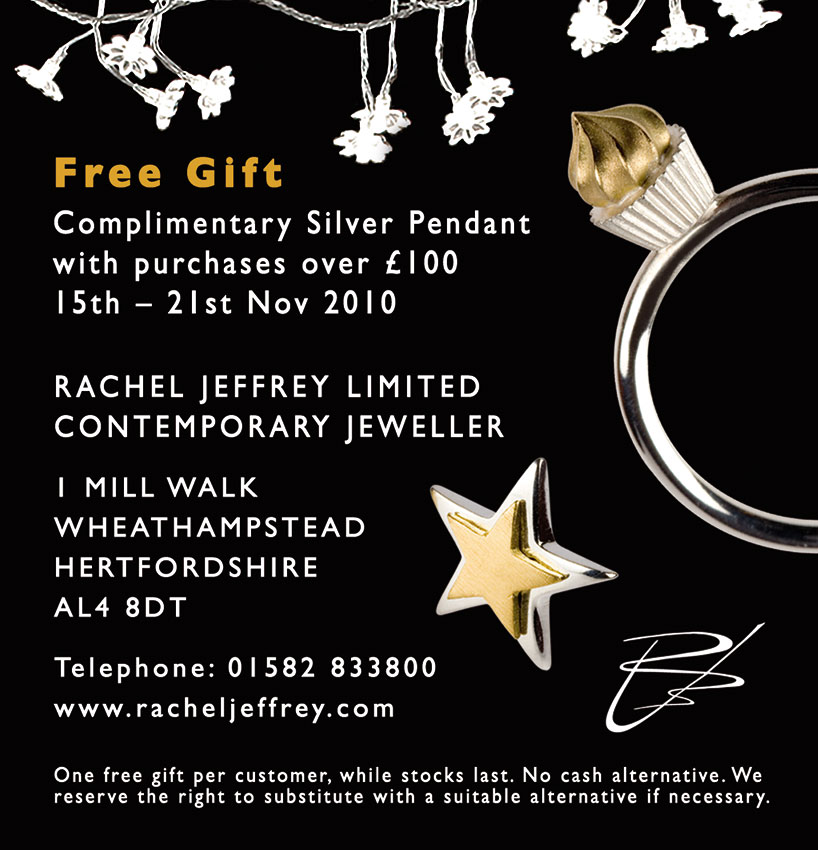 Free Gift
Complimentary Silver Pendant
with purchases over £100
15th – 21st Nov 2010
RACHEL JEFFREY LIMITED
CONTEMPORARY JEWELLER
1 MILL WALK
WHEATHAMPSTEAD
HERTFORDSHIRE
AL4 8DT
Telephone: 01582 833800
www.racheljeffrey.com
One free gift per customer, while stocks last. No cash alternative. We
reserve the right to substitute with a suitable alternative if necessary.